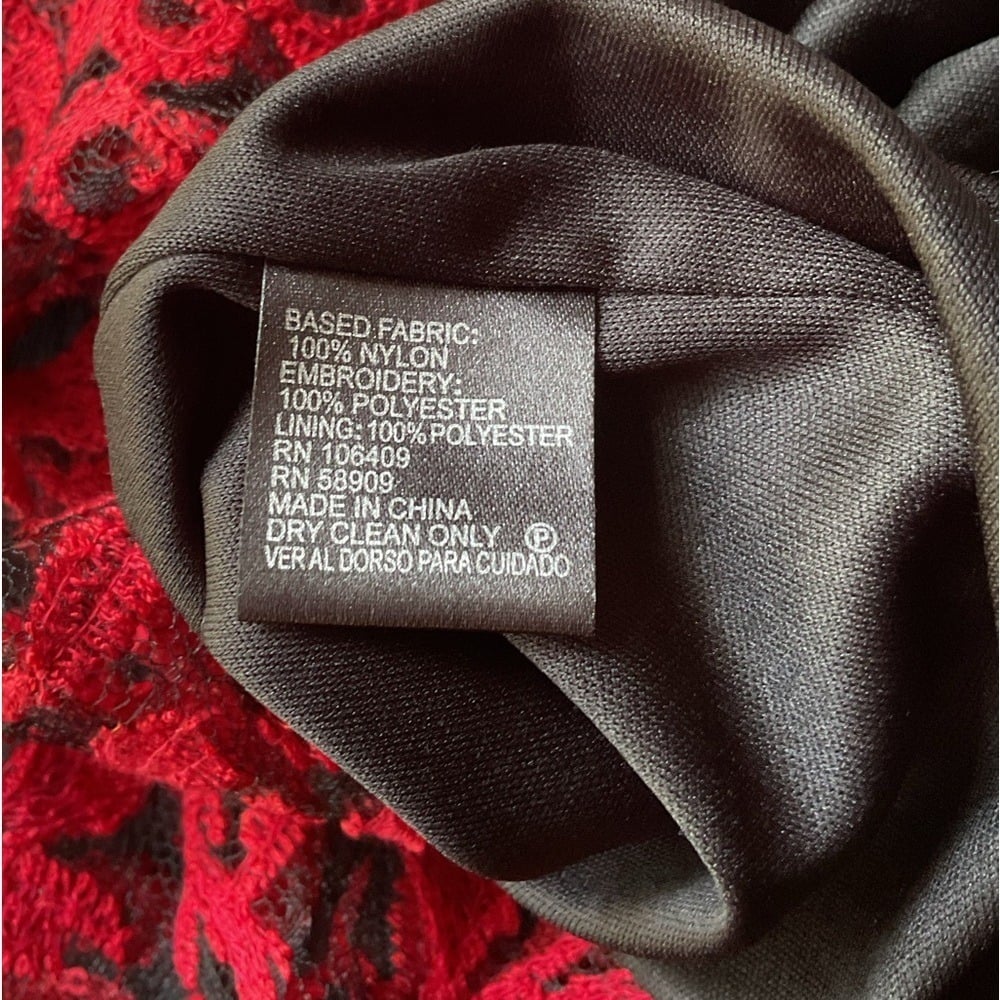 BASED FABRIC:
100% NYLON
EMBROIDERY:
100% POLYESTER
LINING: 100% POLYESTER
RN 106409
RN 58909
MADE IN CHINA
DRY CLEAN ONLY Ⓟ
VER AL DORSO PARA CUIDADO